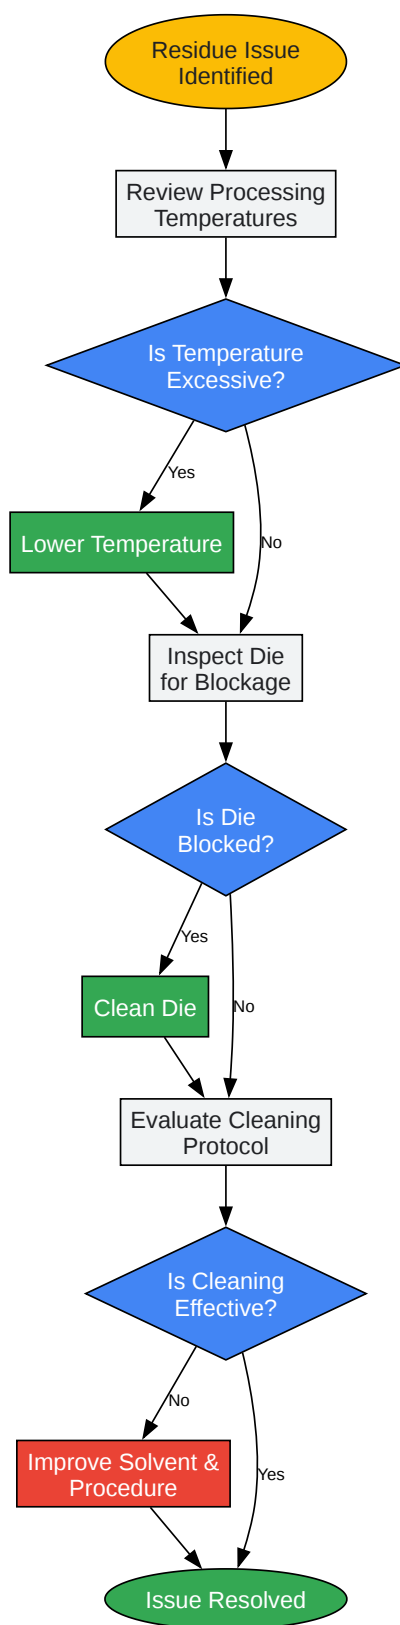 Residue Issue
Identified
Review Processing
Temperatures
Is Temperature
Excessive?
Yes
Lower Temperature
No
Inspect Die
for Blockage
Is Die
Blocked?
Yes
Clean Die
No
Evaluate Cleaning
Protocol
Is Cleaning
Effective?
No
Improve Solvent &
Procedure
Yes
Issue Resolved